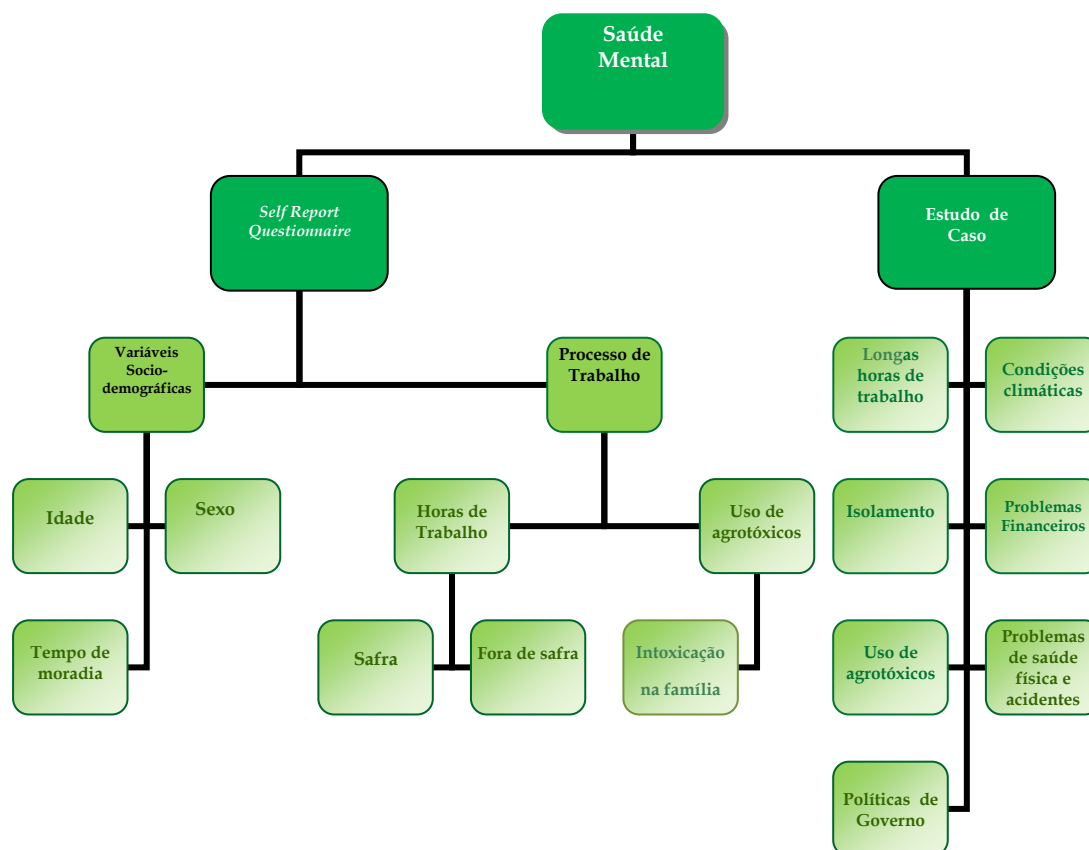 Saúde
Mental
Self Report
Questionnaire
Estudo de
Caso
Variáveis
Socio-
demográficas
Processo de
Trabalho
Longas
horas de
trabalho
Condições
climáticas
Idade
Sexo
Horas de
Trabalho
Uso de
agrotóxicos
Isolamento
Problemas
Financeiros
Tempo de
moradia
Safra
Fora de safra
Intoxicação
na família
Uso de
agrotóxicos
Problemas
de saúde
física e
acidentes
Políticas de
Governo